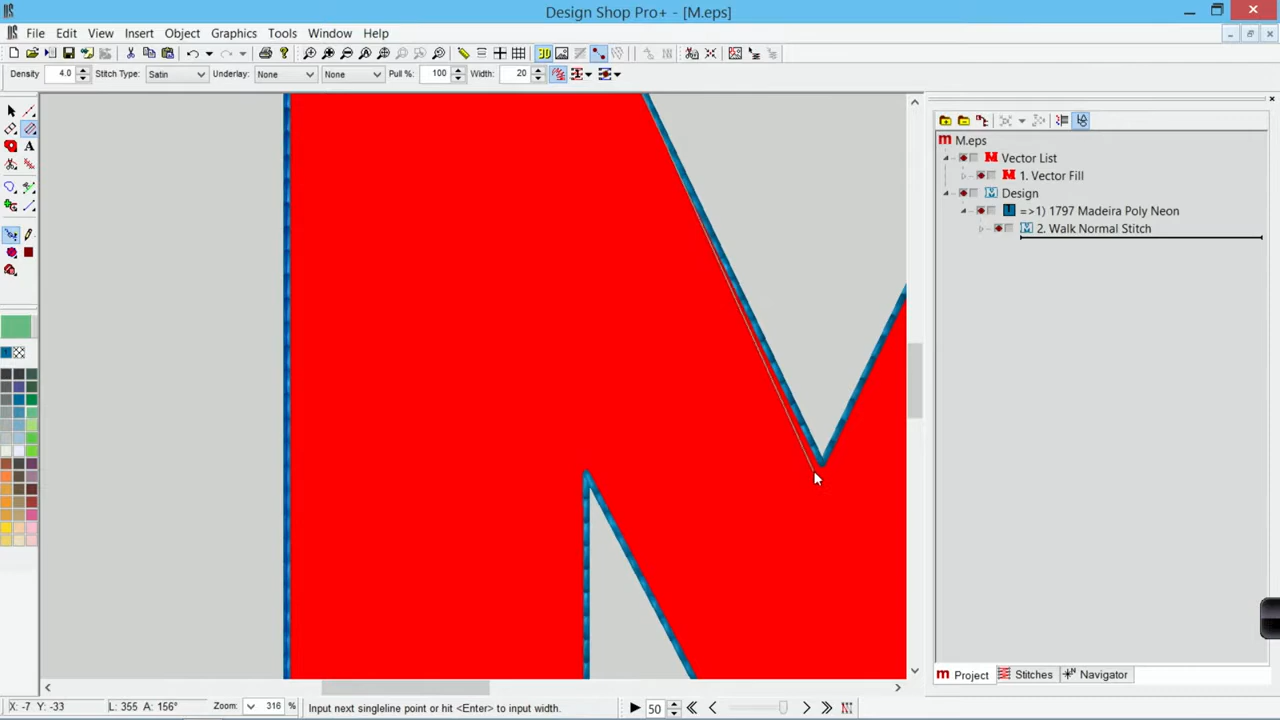 Design Shop Pro+ - [M.eps]
File Edit View Insert Object Graphics Tools Window Help
Density 4.0 Stitch Type: Satin Underlay: None None Pull % 100 Width: 20
M.eps
Vector List
1. Vector Fill
Design
=>1) 1797 Madeira Poly Neon
2. Walk Normal Stitch
Project Stitches Navigator
X: -7 Y: -33 L: 355 A: 156° Zoom: 316 % Input next singleline point or hit <Enter> to input width. 50